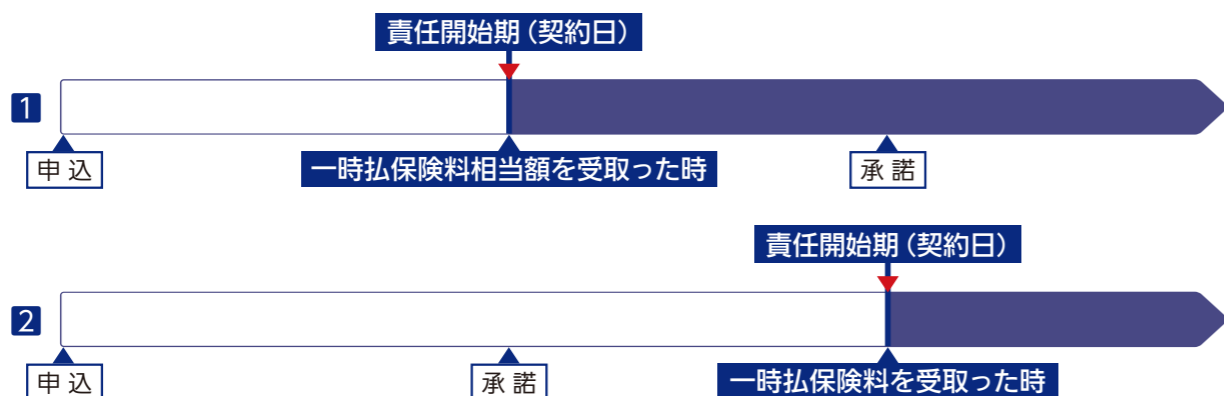 責任開始期(契約日)
1
申込
一時払保険料相当額を受取った時
承諾
責任開始期(契約日)
2
申込
承諾
一時払保険料を受取った時